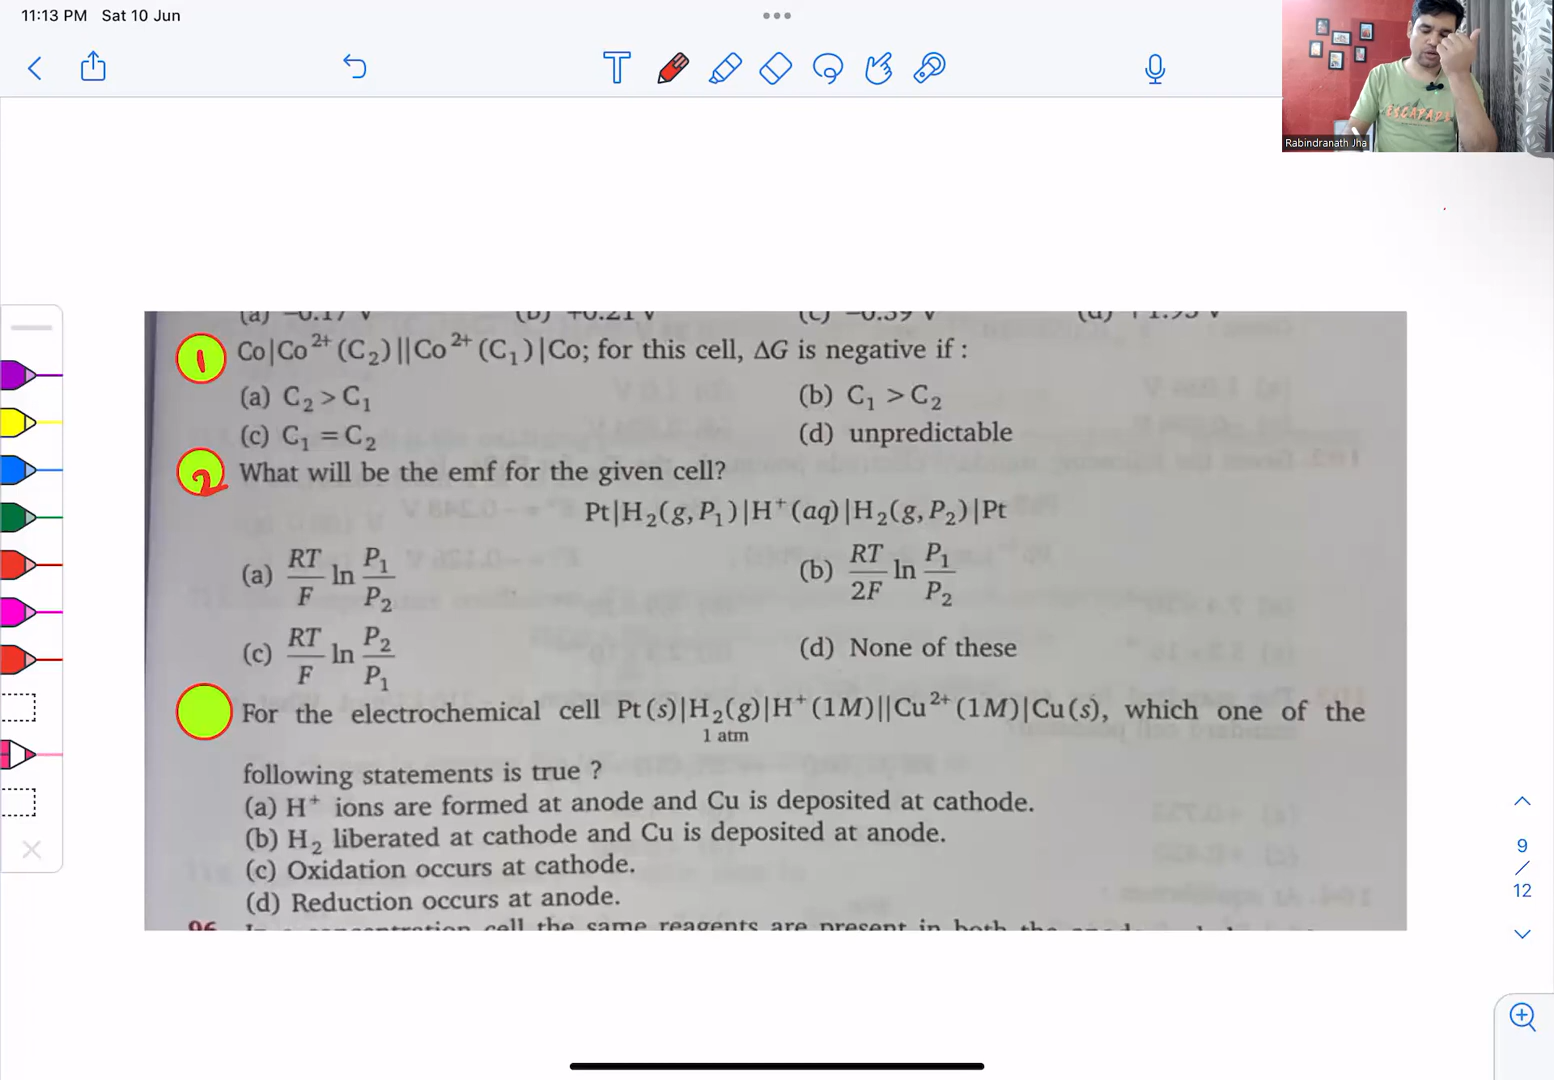 11:13 PM Sat 10 Jun
Rabindranath Jha
1 Co|Co²⁺(C₂)||Co²⁺(C₁)|Co; for this cell, ΔG is negative if :
(a) C₂ > C₁ (b) C₁ > C₂
(c) C₁ = C₂ (d) unpredictable
2 What will be the emf for the given cell?
Pt|H₂(g, P₁)|H⁺(aq)|H₂(g, P₂)|Pt
(a) RT/F ln P₁/P₂ (b) RT/2F ln P₁/P₂
(c) RT/F ln P₂/P₁ (d) None of these
For the electrochemical cell Pt(s)|H₂(g)|H⁺(1M)||Cu²⁺(1M)|Cu(s), which one of the
1 atm
following statements is true ?
(a) H⁺ ions are formed at anode and Cu is deposited at cathode.
(b) H₂ liberated at cathode and Cu is deposited at anode.
(c) Oxidation occurs at cathode.
(d) Reduction occurs at anode.
9
/
12